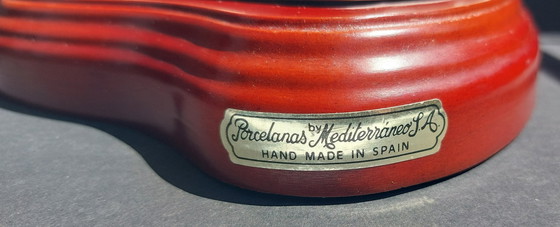 Porcelanas by Mediterráneo S.A
HAND MADE IN SPAIN